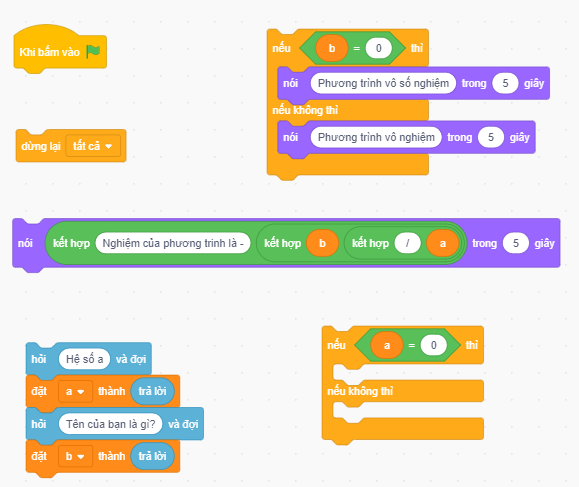 Khi bấm vào
dừng lại tất cả
nếu b = 0 thì
nói Phương trình vô số nghiệm trong 5 giây
nếu không thì
nói Phương trình vô nghiệm trong 5 giây
nói kết hợp Nghiệm của phương trình là - kết hợp b kết hợp / a trong 5 giây
hỏi Hệ số a và đợi
đặt a thành trả lời
hỏi Tên của bạn là gì? và đợi
đặt b thành trả lời
nếu a = 0 thì
nếu không thì